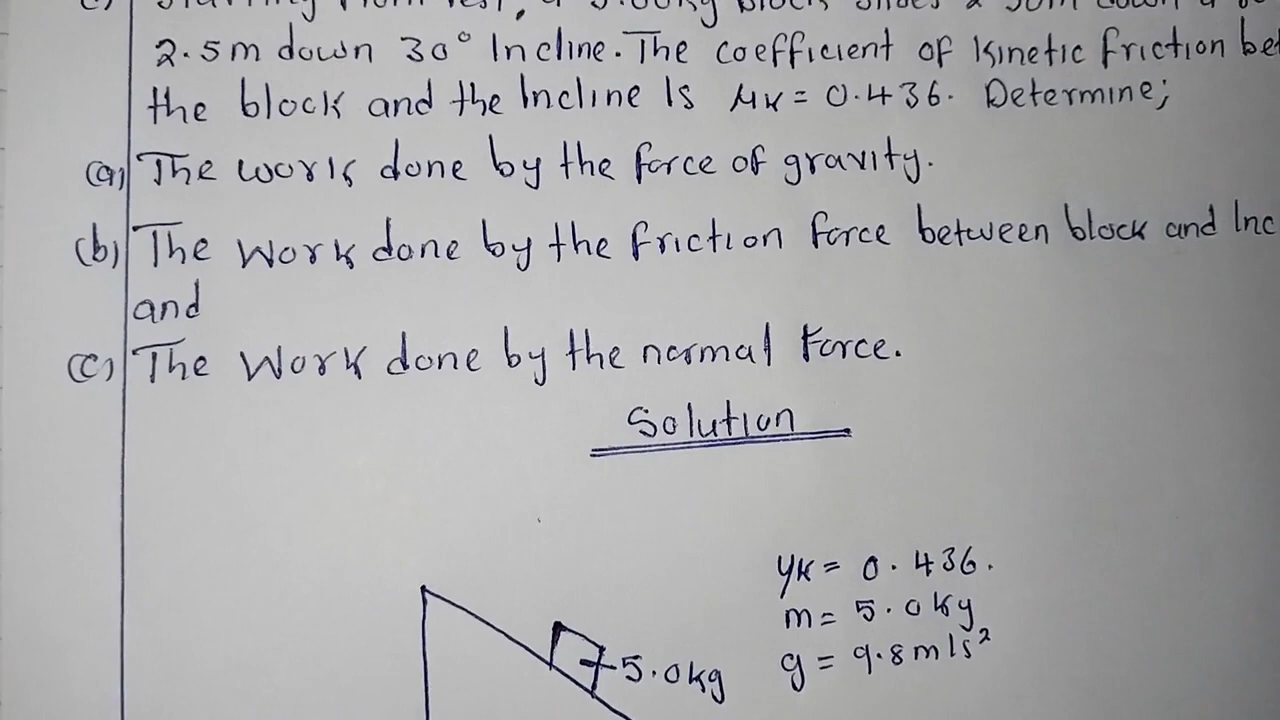 2.5m down 30° Incline. The coefficient of Kinetic friction
the block and the Incline Is μK = 0.436. Determine;
(a) The work done by the force of gravity.
(b) The Work done by the friction force between block and Inc
and
(c) The Work done by the normal Force.
Solution
μK = 0.436.
m = 5.0kg
5.0kg
g = 9.8m/s²